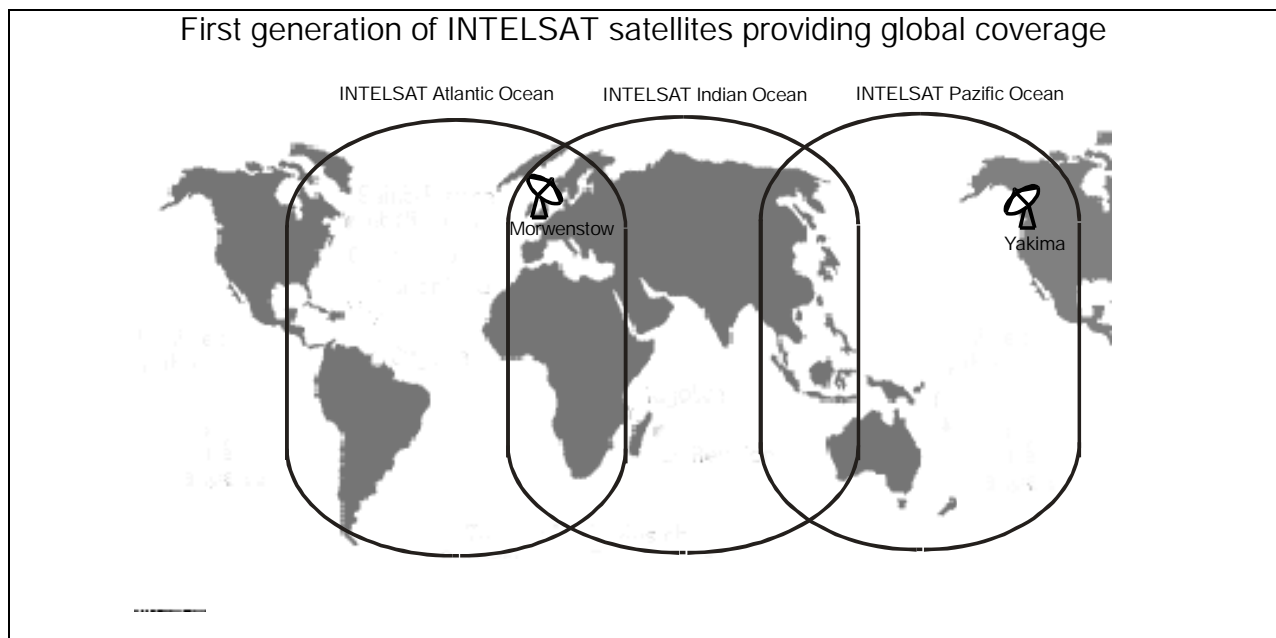 First generation of INTELSAT satellites providing global coverage
INTELSAT Atlantic Ocean
INTELSAT Indian Ocean
INTELSAT Pazific Ocean
Morwenstow
Yakima